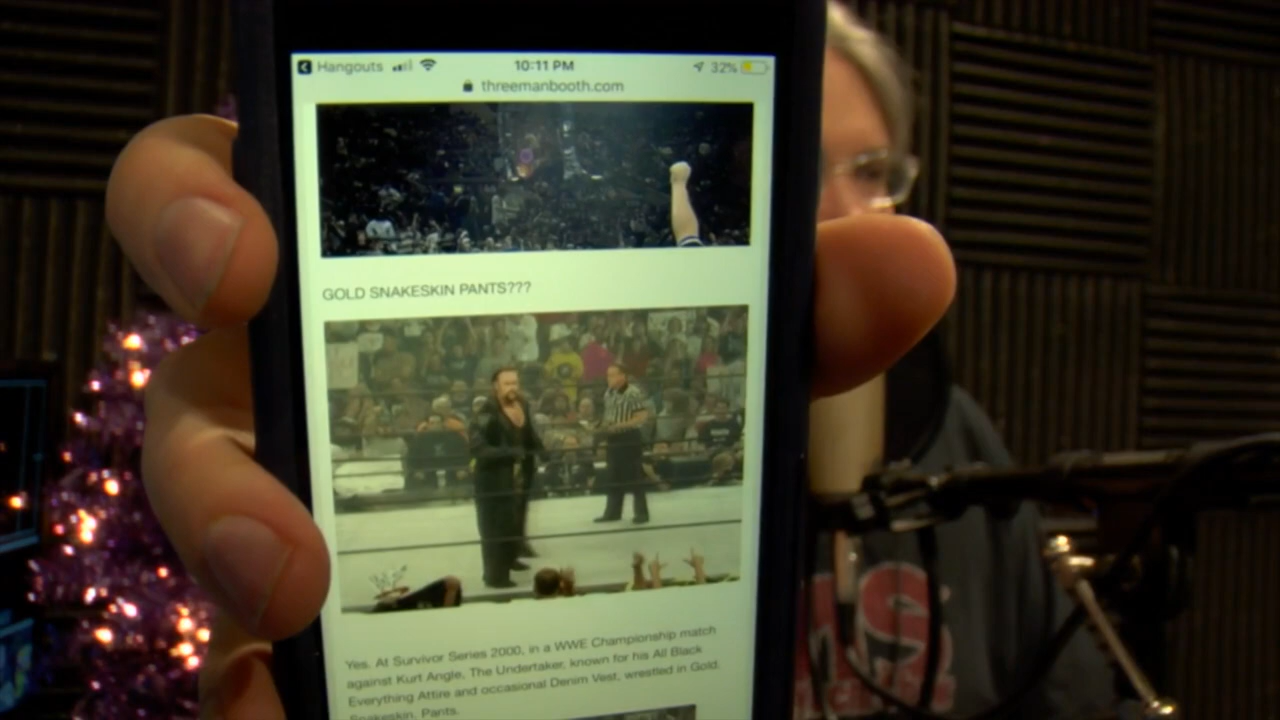 Hangouts 10:11 PM 32%
threemanbooth.com
GOLD SNAKESKIN PANTS???
Yes. At Survivor Series 2000, in a WWE Championship match
against Kurt Angle, The Undertaker, known for his All Black
Everything Attire and occasional Denim Vest, wrestled in Gold.
Snakeskin. Pants.